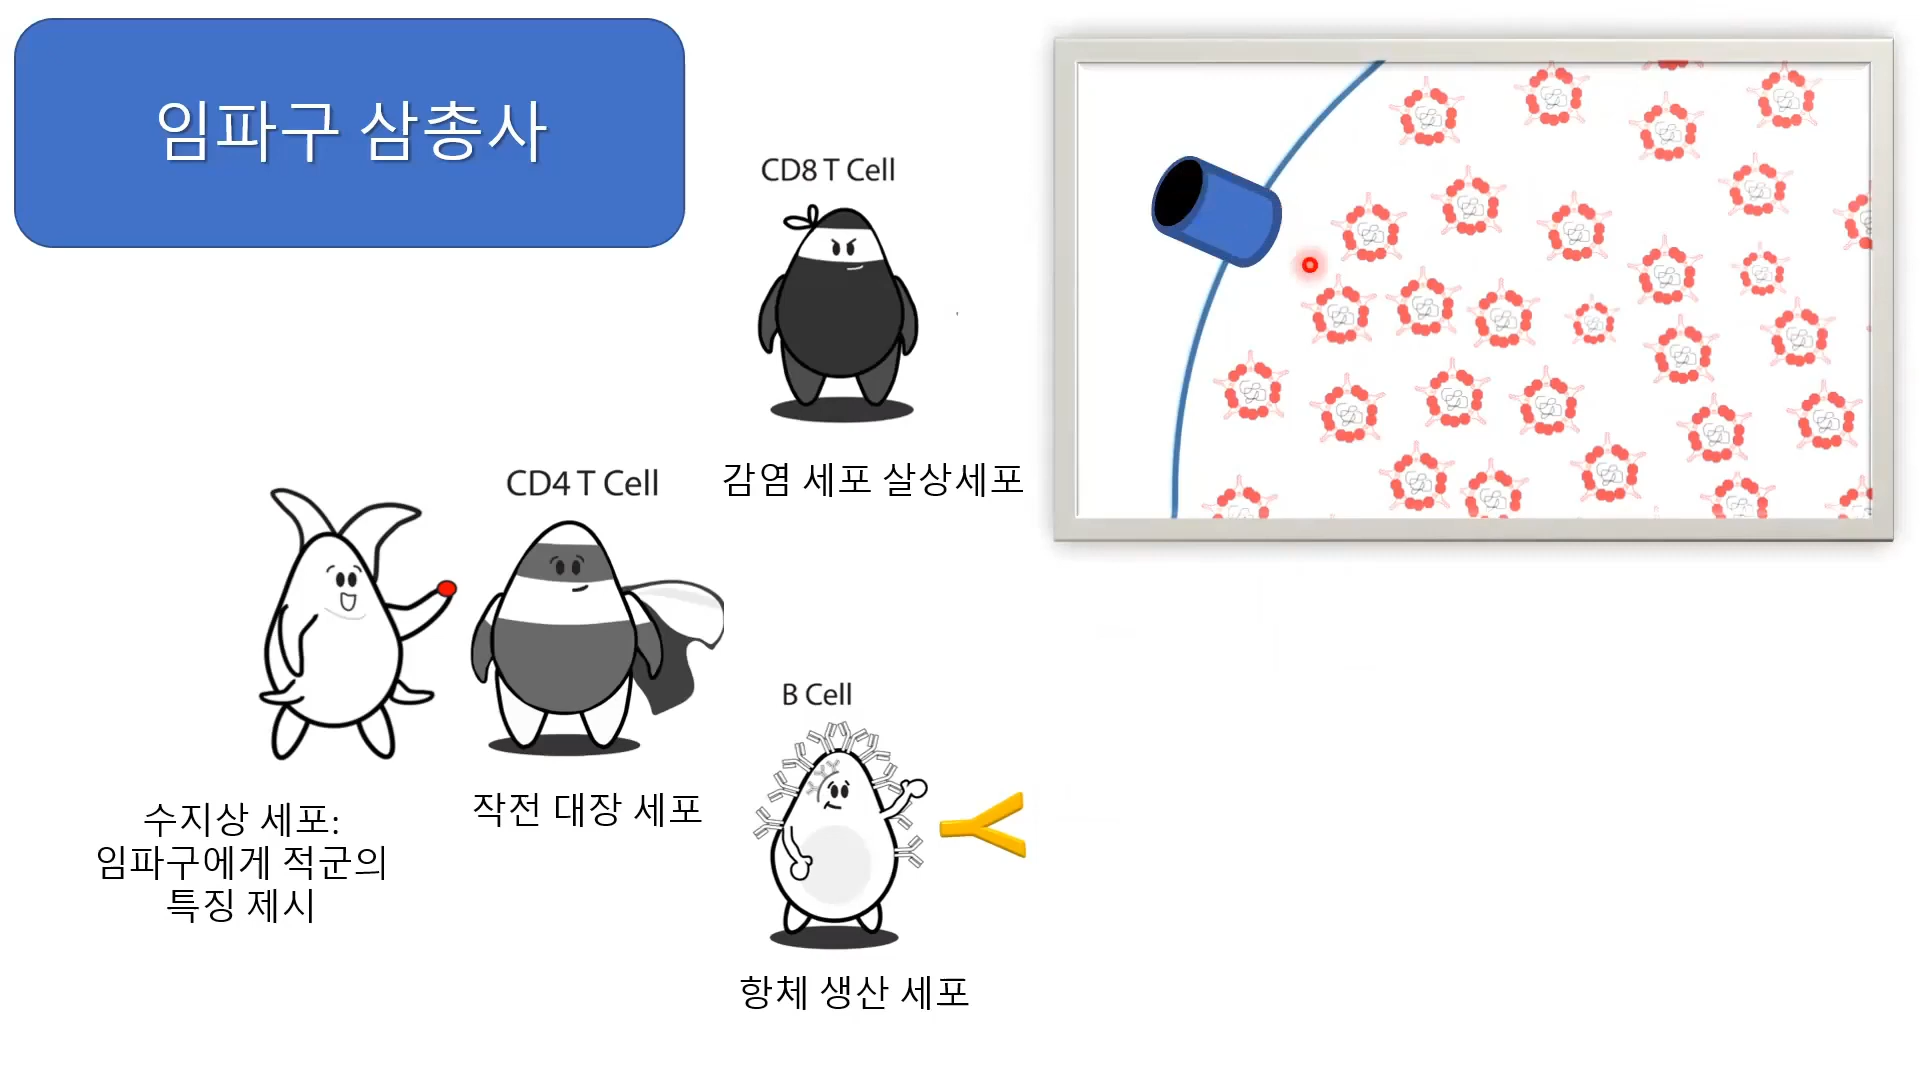 임파구 삼총사
CD8 T Cell
감염 세포 살상세포
CD4 T Cell
작전 대장 세포
수지상 세포:
임파구에게 적군의
특징 제시
B Cell
항체 생산 세포